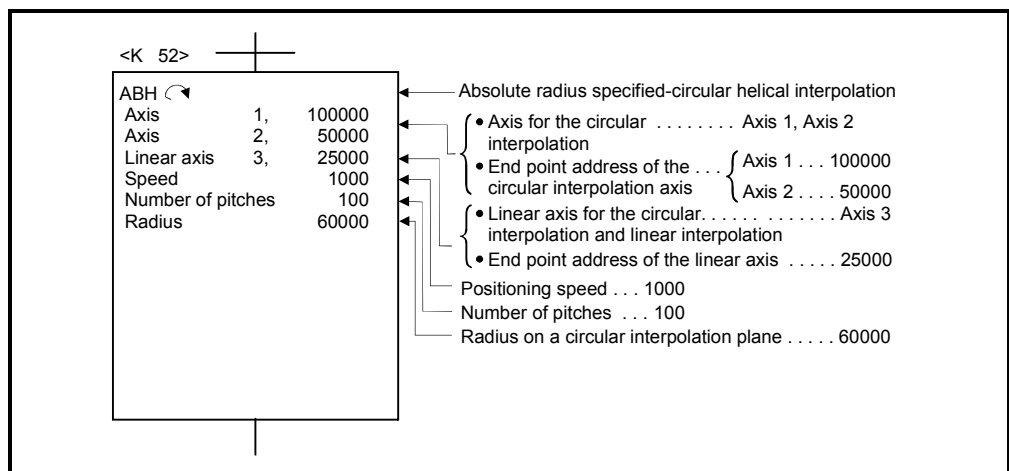 <K 52>
ABH
Axis 1, 100000
Axis 2, 50000
Linear axis 3, 25000
Speed 1000
Number of pitches 100
Radius 60000
Absolute radius specified-circular helical interpolation
• Axis for the circular . . . . . . . . Axis 1, Axis 2
interpolation
• End point address of the . . . Axis 1 . . . 100000
circular interpolation axis Axis 2 . . . . 50000
• Linear axis for the circular. . . . . . . . . . . . . . Axis 3
interpolation and linear interpolation
• End point address of the linear axis . . . . . 25000
Positioning speed . . . 1000
Number of pitches . . . 100
Radius on a circular interpolation plane . . . . . 60000